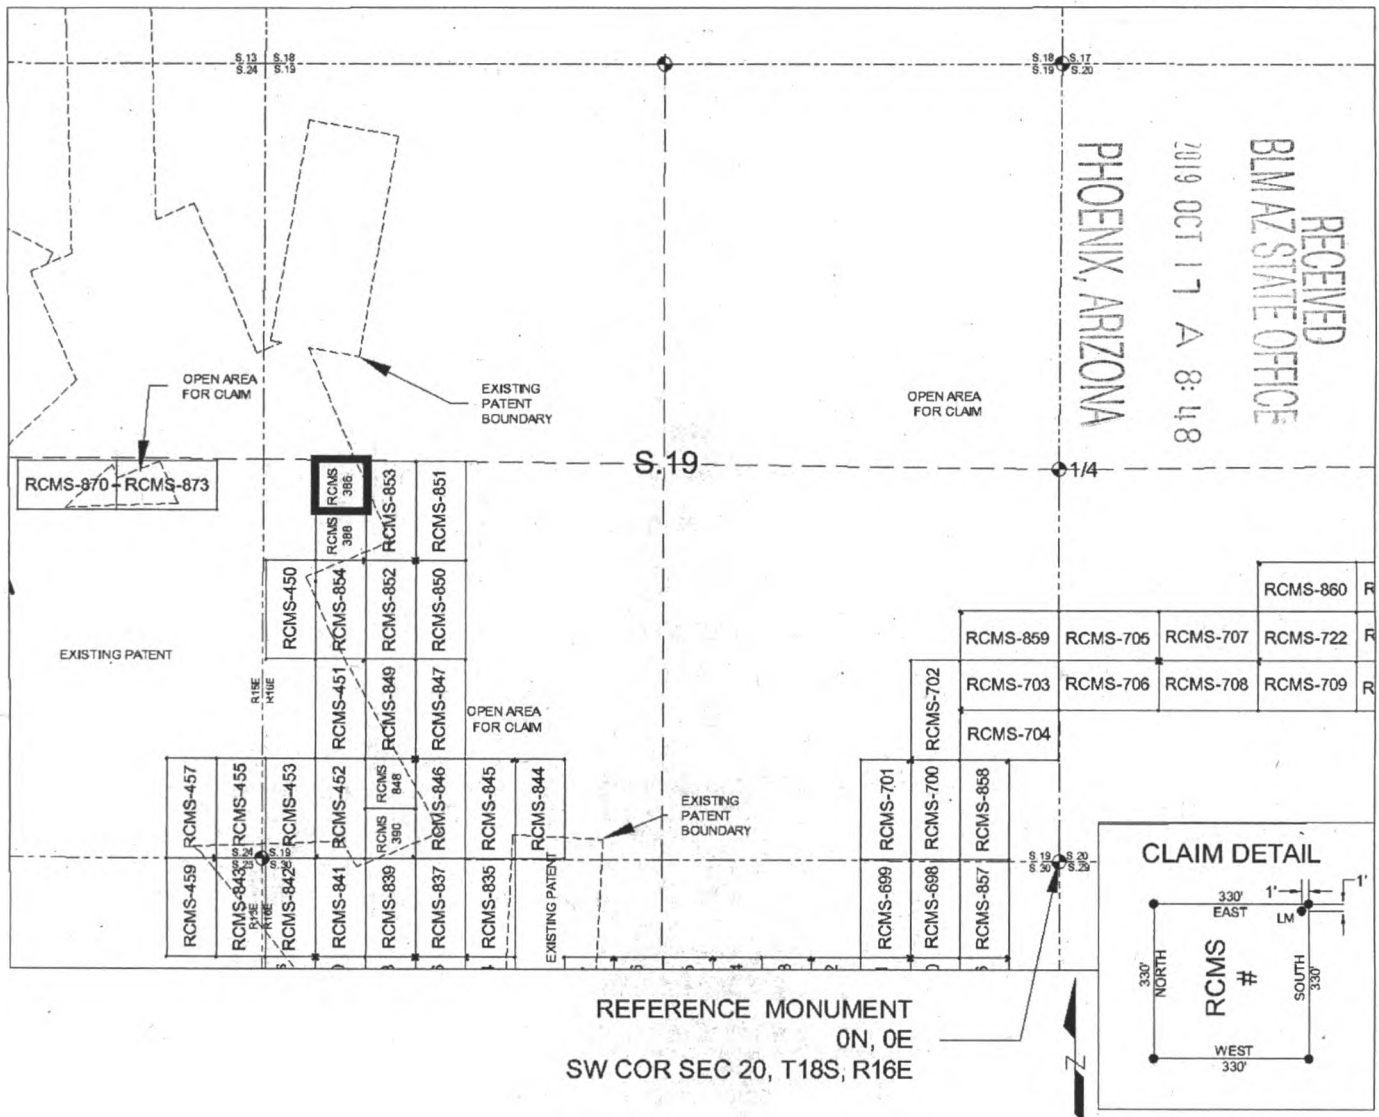 S.13 S.18
S.24 S.19
S.18 S.17
S.19 S.20
RECEIVED
BLM AZ STATE OFFICE
2019 OCT 17 A 8:48
PHOENIX, ARIZONA
OPEN AREA
FOR CLAIM
EXISTING
PATENT
BOUNDARY
OPEN AREA
FOR CLAIM
S.19
1/4
RCMS-870
RCMS-873
RCMS
386
RCMS-853
RCMS-851
RCMS
388
RCMS-450
RCMS-854
RCMS-852
RCMS-850
RCMS-860
R
EXISTING PATENT
RCMS-859
RCMS-705
RCMS-707
RCMS-722
R
R15E
R16E
RCMS-451
RCMS-849
RCMS-847
RCMS-702
RCMS-703
RCMS-706
RCMS-708
RCMS-709
R
OPEN AREA
FOR CLAIM
RCMS-704
RCMS-457
RCMS-455
RCMS-453
RCMS-452
RCMS
848
RCMS
390
RCMS-846
RCMS-845
RCMS-844
EXISTING
PATENT
BOUNDARY
RCMS-701
RCMS-700
RCMS-858
S.24 S.19
S.25 S.30
S.19 S.20
S.30 S.29
RCMS-459
RCMS-843
R15E
R16E
RCMS-842
RCMS-841
RCMS-839
RCMS-837
RCMS-835
EXISTING PATENT
RCMS-699
RCMS-698
RCMS-857
CLAIM DETAIL
330'
EAST
1'
1'
LM
330'
NORTH
RCMS
#
SOUTH
330'
WEST
330'
REFERENCE MONUMENT
0N, 0E
SW COR SEC 20, T18S, R16E
N